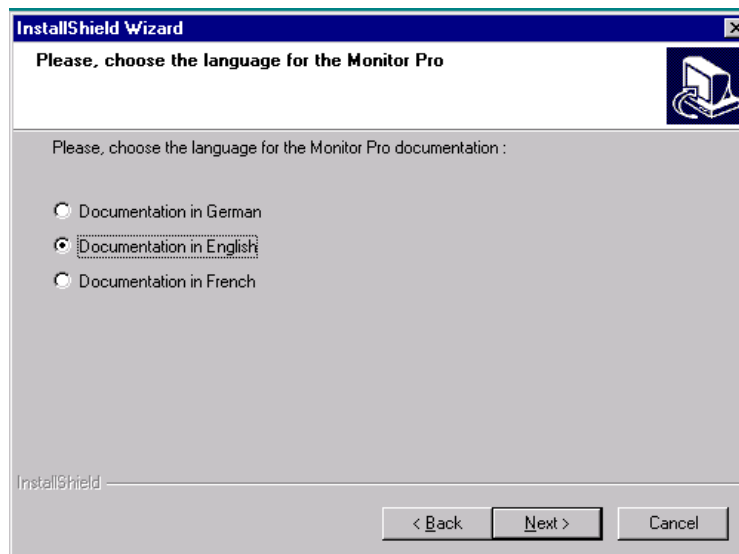 InstallShield Wizard
Please, choose the language for the Monitor Pro
Please, choose the language for the Monitor Pro documentation :
Documentation in German
Documentation in English
Documentation in French
InstallShield
< Back Next > Cancel